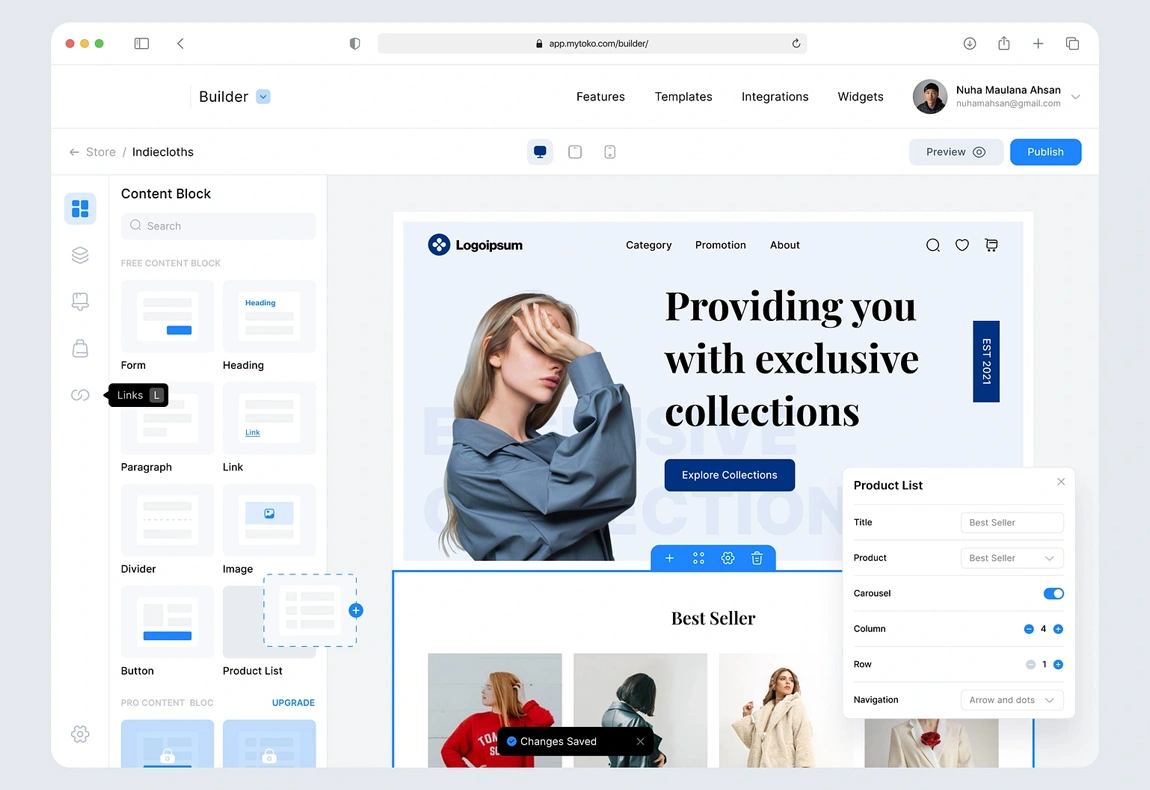 app.mytoko.com/builder/
Builder
Features
Templates
Integrations
Widgets
Nuha Maulana Ahsan
nuhamahsan@gmail.com
Store / Indiecloths
Preview
Publish
Content Block
Search
FREE CONTENT BLOCK
Heading
Form
Heading
Links L
Link
Paragraph
Link
Divider
Image
Button
Product List
PRO CONTENT BLOC
UPGRADE
Logoipsum
Category
Promotion
About
Providing you
with exclusive
collections
EST 2021
Explore Collections
Best Seller
Changes Saved
Product List
Title
Best Seller
Product
Best Seller
Carousel
Column
4
Row
1
Navigation
Arrow and dots